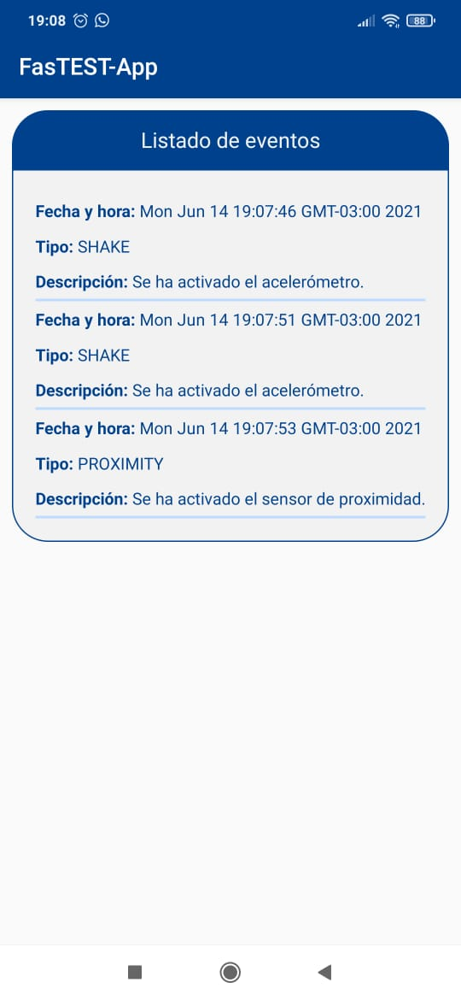 19:08
88
FasTEST-App
Listado de eventos
Fecha y hora: Mon Jun 14 19:07:46 GMT-03:00 2021
Tipo: SHAKE
Descripción: Se ha activado el acelerómetro.
Fecha y hora: Mon Jun 14 19:07:51 GMT-03:00 2021
Tipo: SHAKE
Descripción: Se ha activado el acelerómetro.
Fecha y hora: Mon Jun 14 19:07:53 GMT-03:00 2021
Tipo: PROXIMITY
Descripción: Se ha activado el sensor de proximidad.